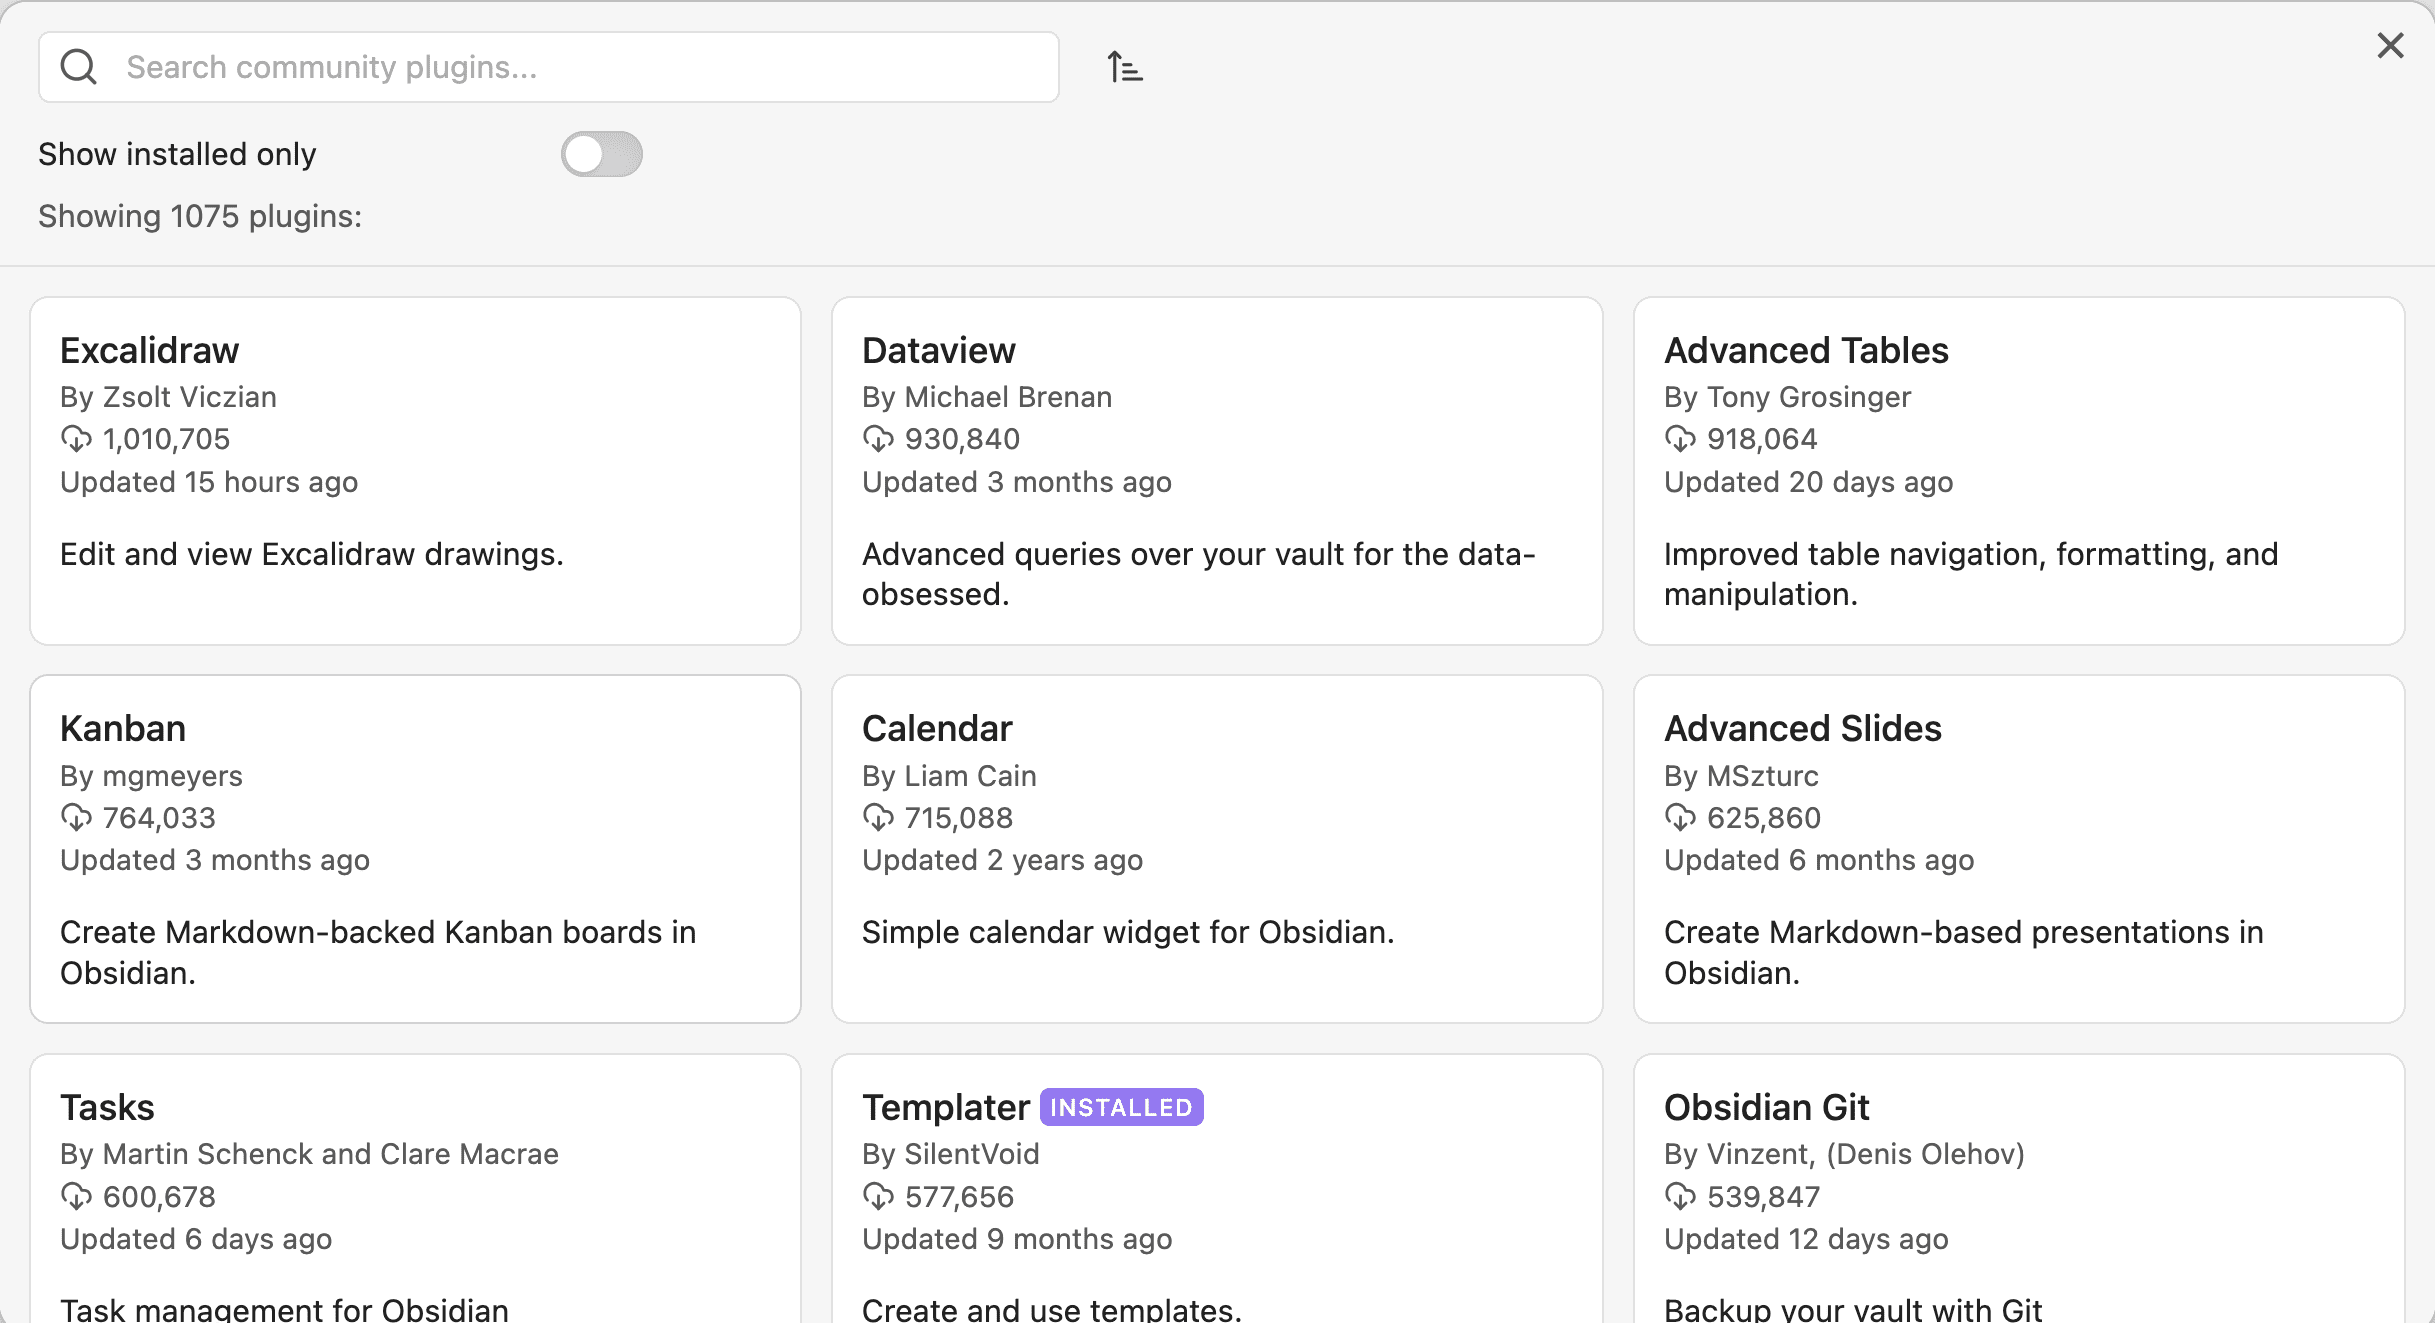 Search community plugins...
Show installed only
Showing 1075 plugins:
Excalidraw
By Zsolt Viczian
1,010,705
Updated 15 hours ago
Edit and view Excalidraw drawings.
Dataview
By Michael Brenan
930,840
Updated 3 months ago
Advanced queries over your vault for the data-
obsessed.
Advanced Tables
By Tony Grosinger
918,064
Updated 20 days ago
Improved table navigation, formatting, and
manipulation.
Kanban
By mgmeyers
764,033
Updated 3 months ago
Create Markdown-backed Kanban boards in
Obsidian.
Calendar
By Liam Cain
715,088
Updated 2 years ago
Simple calendar widget for Obsidian.
Advanced Slides
By MSzturc
625,860
Updated 6 months ago
Create Markdown-based presentations in
Obsidian.
Tasks
By Martin Schenck and Clare Macrae
600,678
Updated 6 days ago
Task management for Obsidian
Templater INSTALLED
By SilentVoid
577,656
Updated 9 months ago
Create and use templates.
Obsidian Git
By Vinzent, (Denis Olehov)
539,847
Updated 12 days ago
Backup your vault with Git